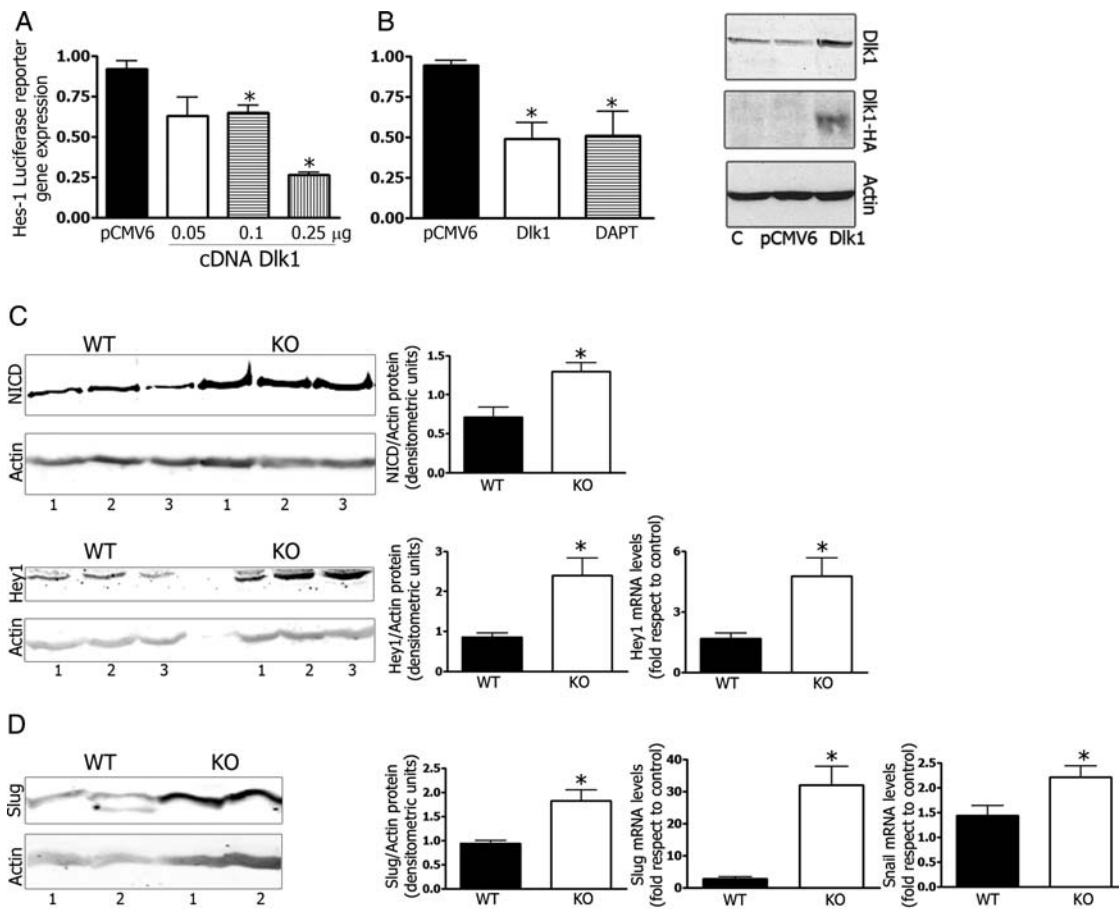 A
Hes-1 Luciferase reporter
gene expression
1.00
0.75
0.50
0.25
0.00
*
*
pCMV6
0.05
0.1
0.25 μg
cDNA Dlk1
B
1.00
0.75
0.50
0.25
0.00
*
*
pCMV6
Dlk1
DAPT
Dlk1
Dlk1-HA
Actin
C pCMV6 Dlk1
C
WT KO
NICD
Actin
1 2 3 1 2 3
NICD/Actin protein
(densitometric units)
1.5
1.0
0.5
0.0
*
WT KO
WT KO
Hey1
Actin
1 2 3 1 2 3
Hey1/Actin protein
(densitometric units)
3
2
1
0
*
WT KO
Hey1 mRNA levels
(fold respect to control)
6
4
2
0
*
WT KO
D
WT KO
Slug
Actin
1 2 1 2
Slug/Actin protein
(densitometric units)
2.5
2.0
1.5
1.0
0.5
0.0
*
WT KO
Slug mRNA levels
(fold respect to control)
40
30
20
10
0
*
WT KO
Snail mRNA levels
(fold respect to control)
2.5
2.0
1.5
1.0
0.5
0.0
*
WT KO